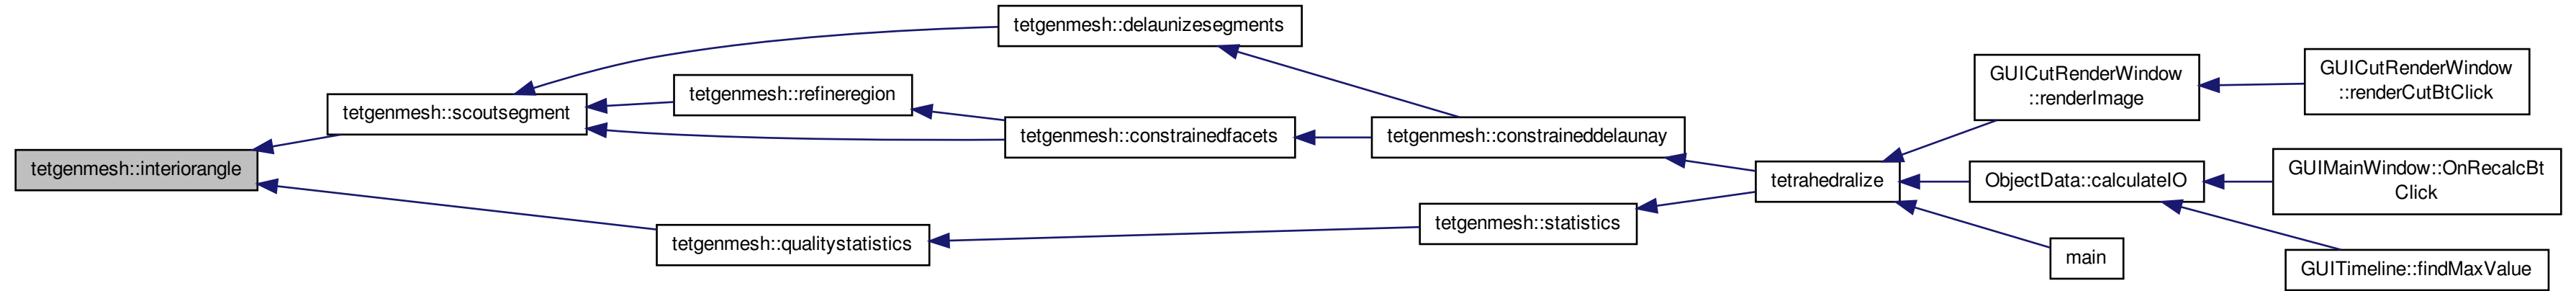 tetgenmesh::interiorangle
tetgenmesh::scoutsegment
tetgenmesh::qualitystatistics
tetgenmesh::delaunizesegments
tetgenmesh::refineregion
tetgenmesh::constrainedfacets
tetgenmesh::constraineddelaunay
tetgenmesh::statistics
tetrahedralize
GUICutRenderWindow
::renderImage
ObjectData::calculateIO
main
GUICutRenderWindow
::renderCutBtClick
GUIMainWindow::OnRecalcBt
Click
GUITimeline::findMaxValue